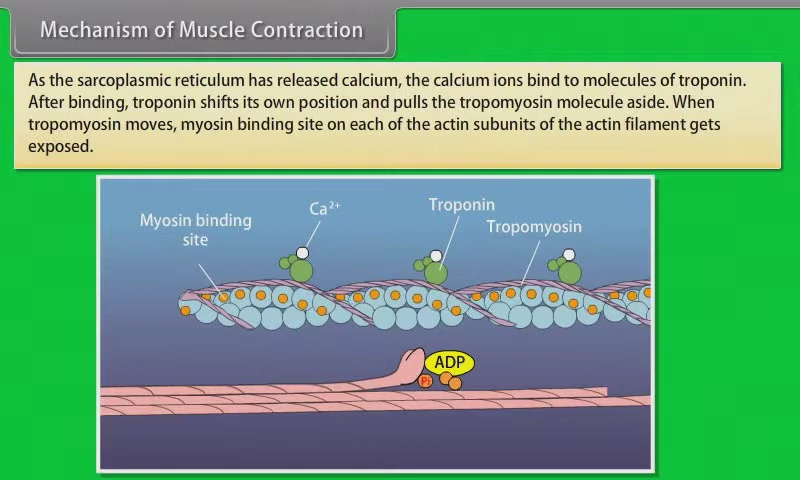 Mechanism of Muscle Contraction
As the sarcoplasmic reticulum has released calcium, the calcium ions bind to molecules of troponin.
After binding, troponin shifts its own position and pulls the tropomyosin molecule aside. When
tropomyosin moves, myosin binding site on each of the actin subunits of the actin filament gets
exposed.
Myosin binding
site
Ca²⁺
Troponin
Tropomyosin
ADP
Pi